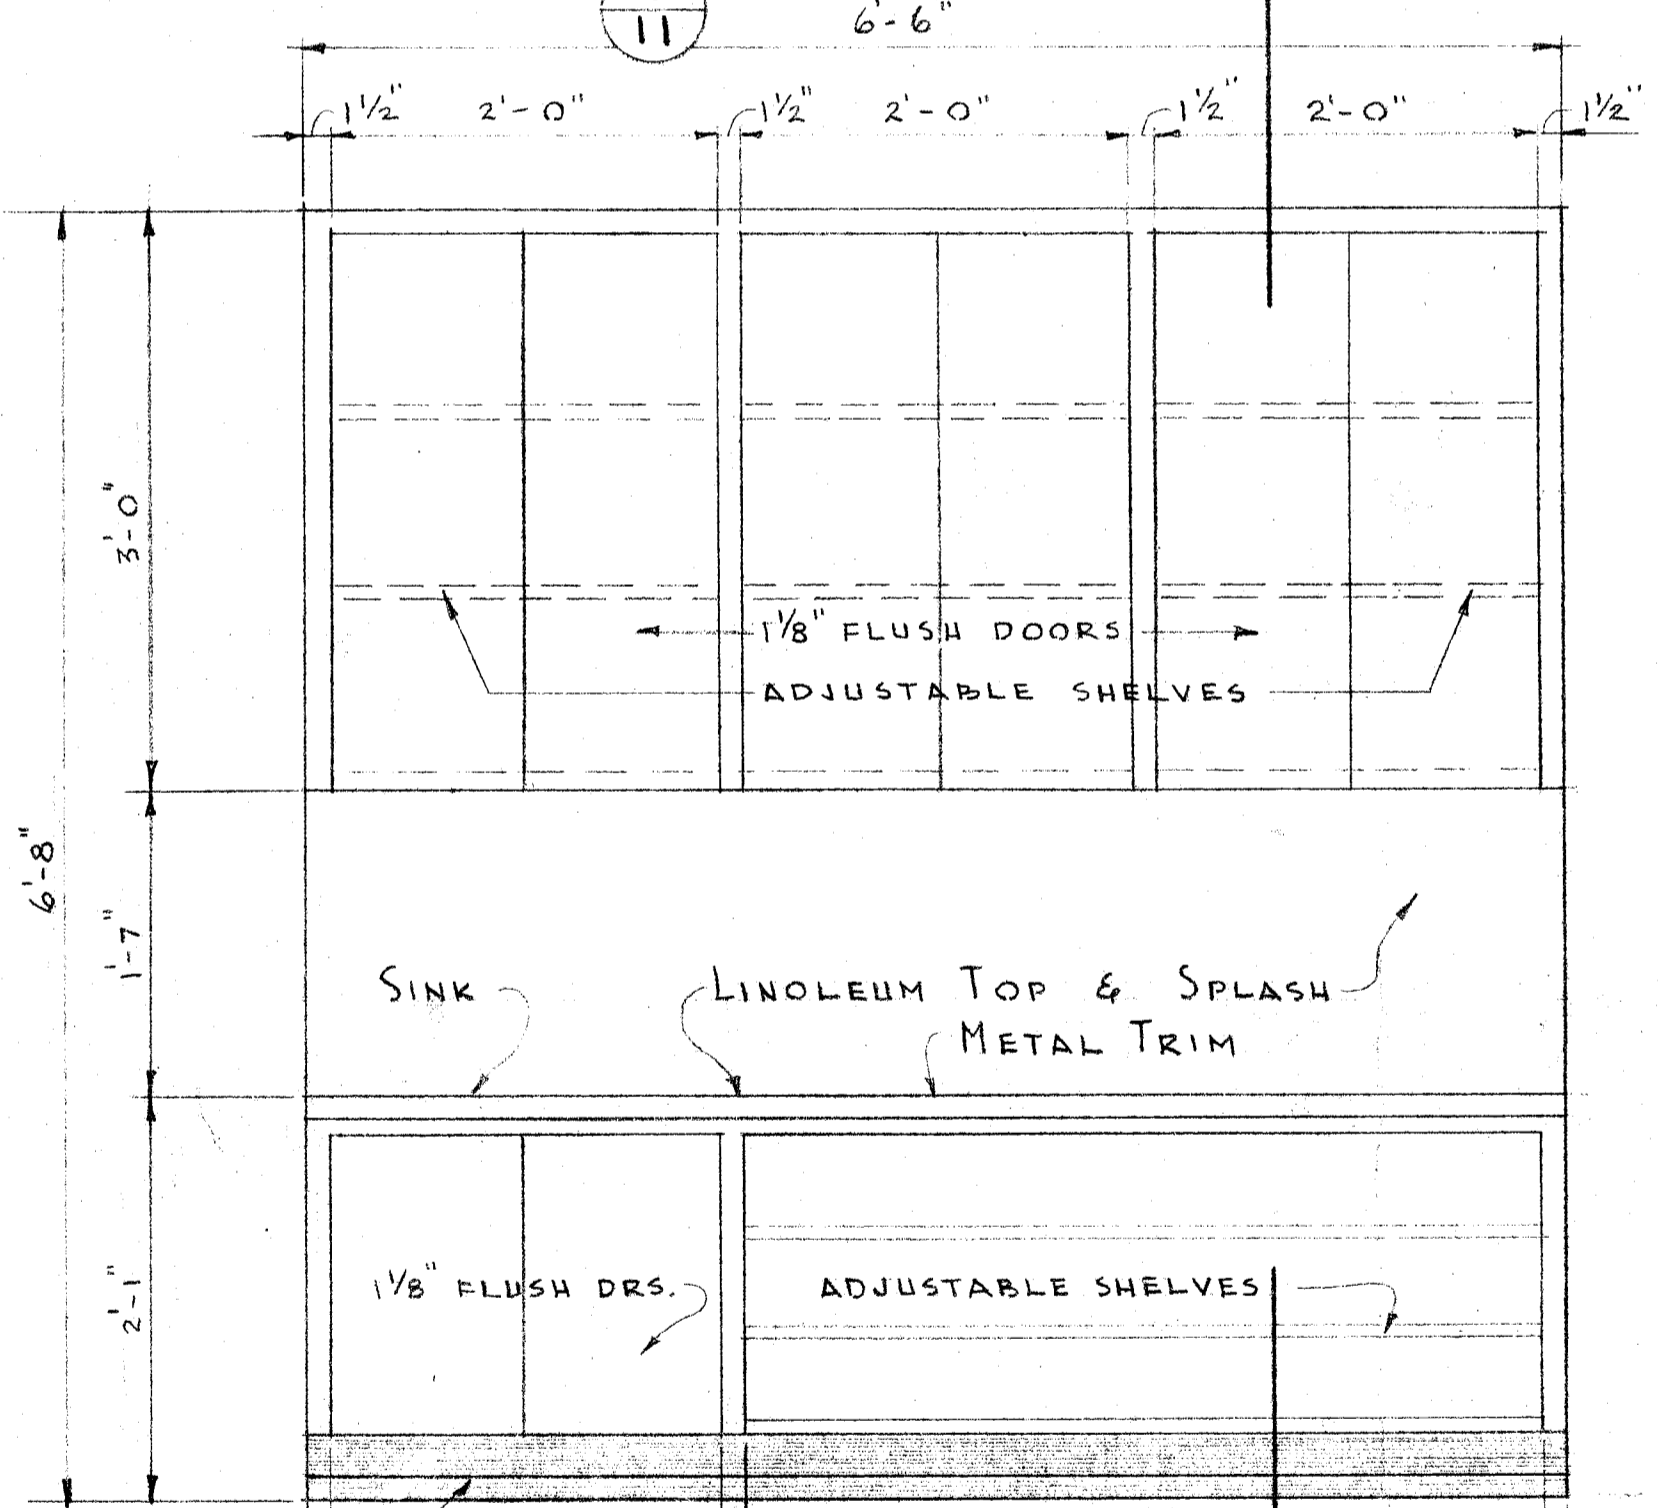 11
6'-6"
1½" 2'-0" 1½" 2'-0" 1½" 2'-0" 1½"
3'-0"
1⅛" FLUSH DOORS
ADJUSTABLE SHELVES
6'-8"
1'-7"
SINK LINOLEUM TOP & SPLASH
METAL TRIM
2'-1"
1⅛" FLUSH DRS. ADJUSTABLE SHELVES